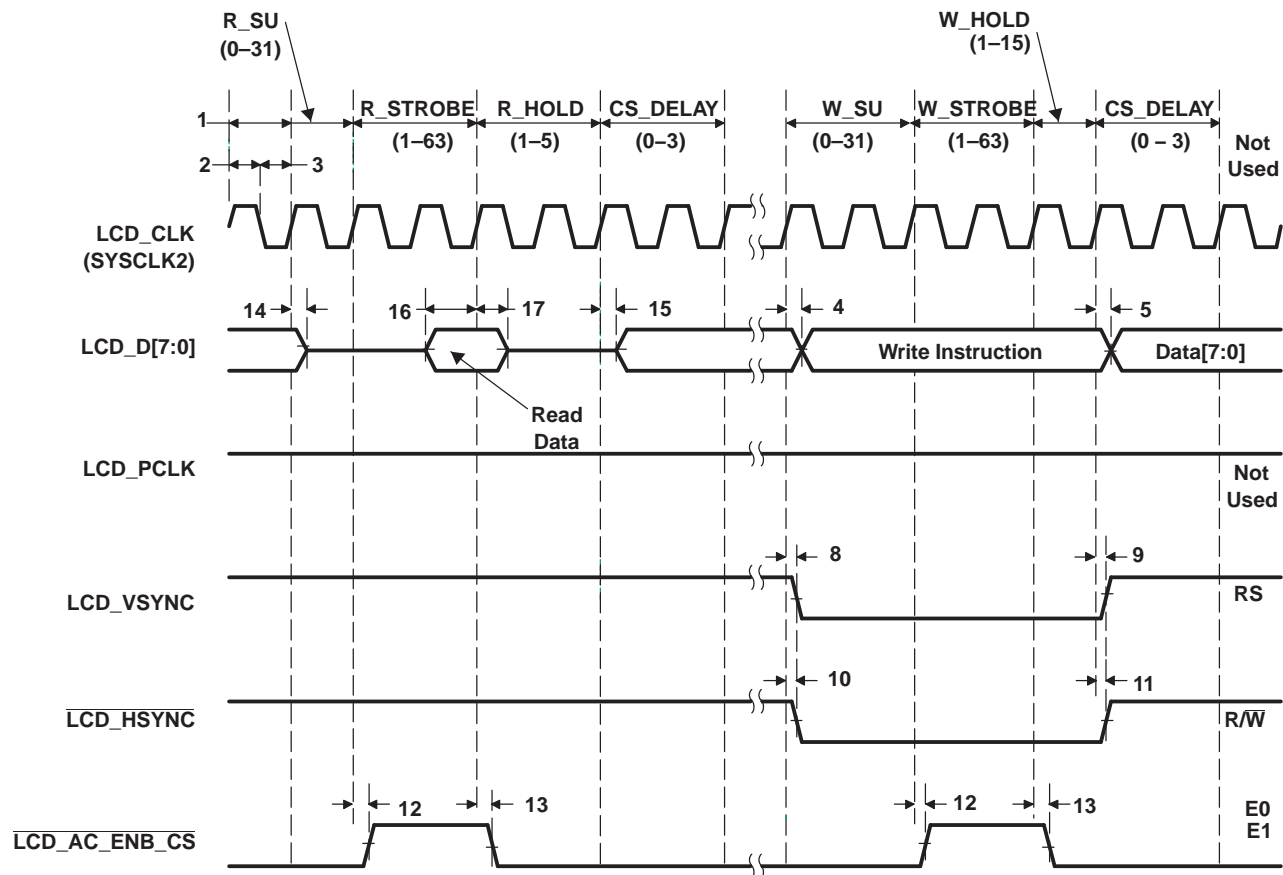 R_SU
(0–31)
W_HOLD
(1–15)
1
R_STROBE
(1–63)
R_HOLD
(1–5)
CS_DELAY
(0–3)
W_SU
(0–31)
W_STROBE
(1–63)
CS_DELAY
(0 – 3)
Not
Used
2
3
LCD_CLK
(SYSCLK2)
14
16
17
15
4
5
LCD_D[7:0]
Write Instruction
Data[7:0]
Read
Data
LCD_PCLK
Not
Used
8
9
LCD_VSYNC
RS
10
11
LCD_HSYNC
R/W
12
13
12
13
E0
E1
LCD_AC_ENB_CS